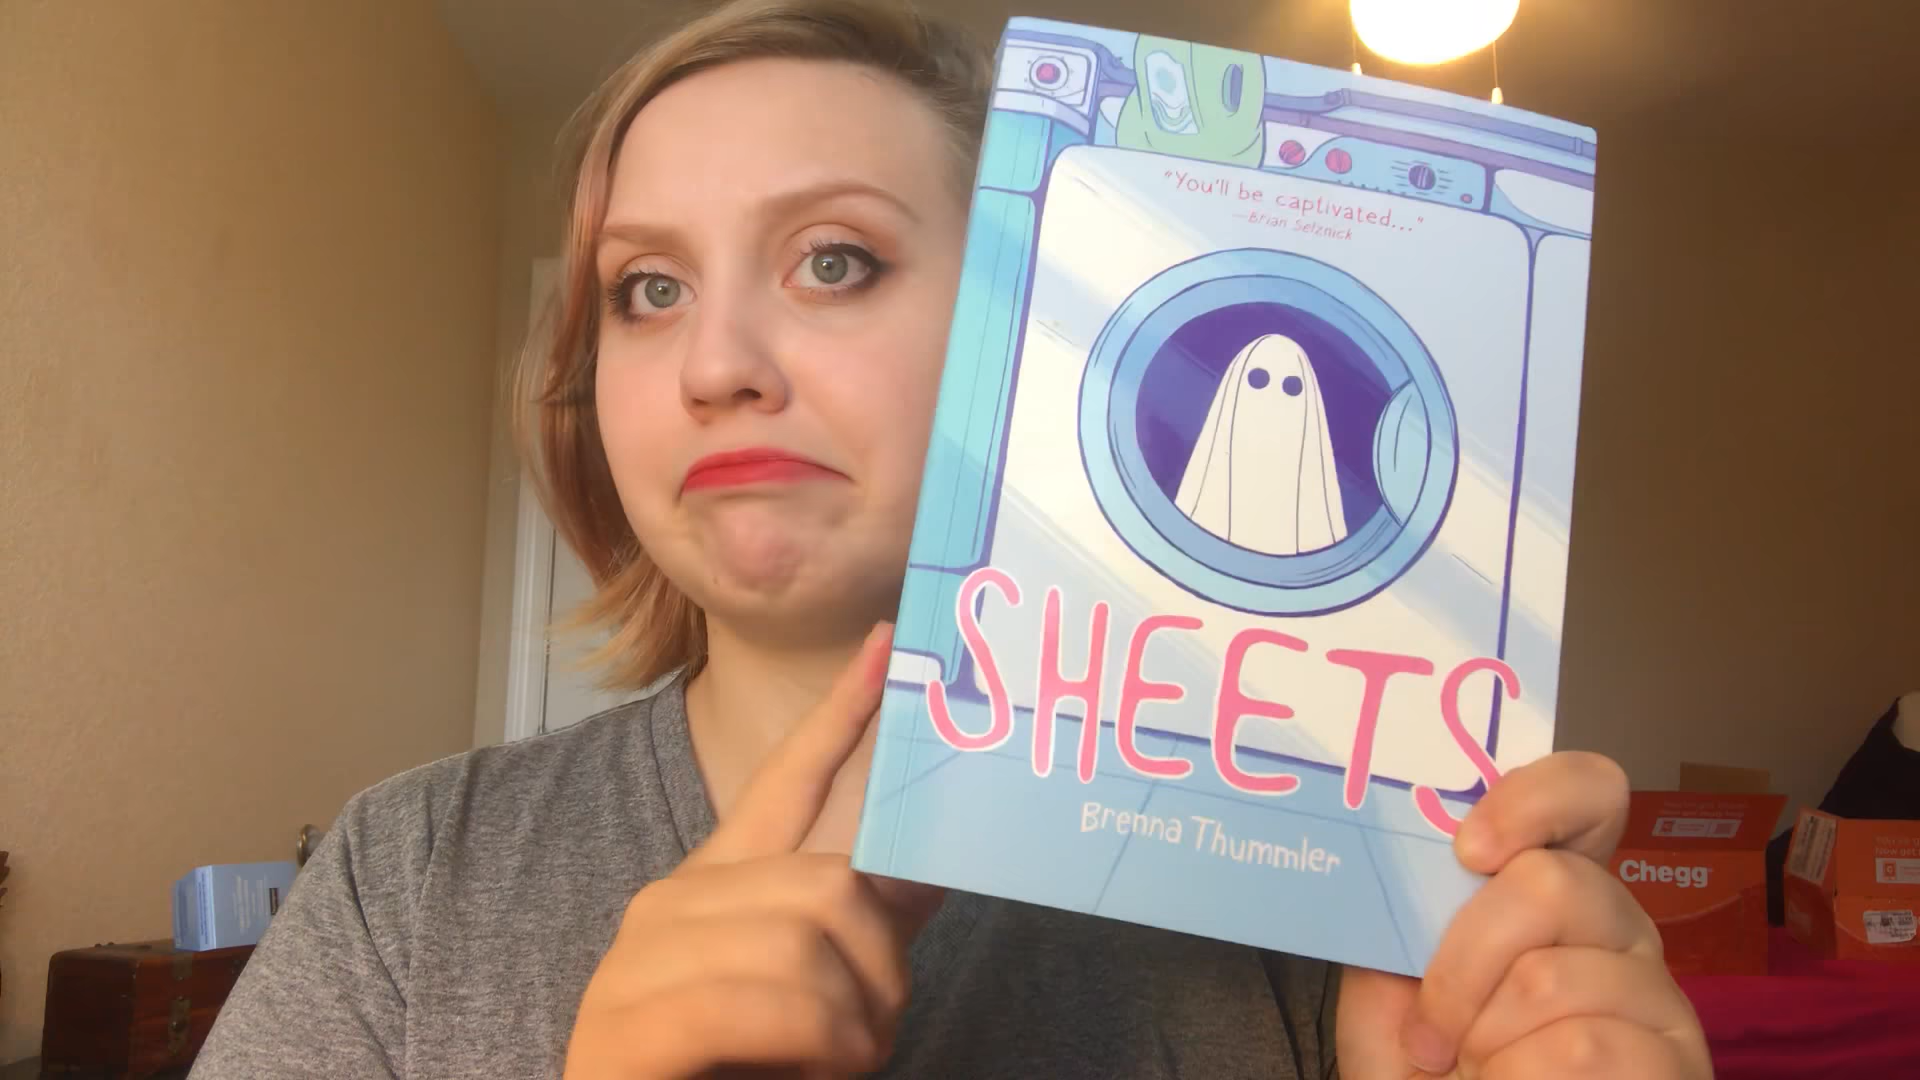 "You'll be captivated..."
—Brian Selznick
SHEETS
Brenna Thummler
Chegg